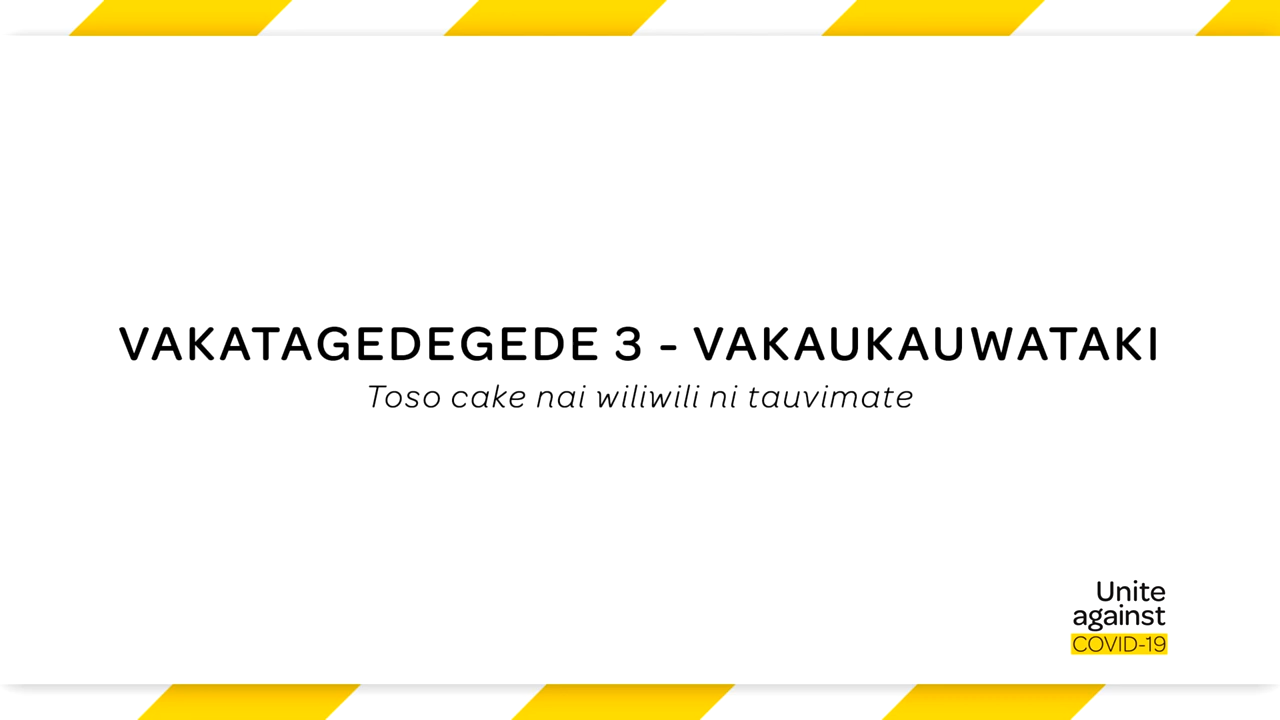 VAKATAGEDEGEDE 3 - VAKAUKAUWATAKI
Toso cake nai wiliwili ni tauvimate
Unite
against
COVID-19